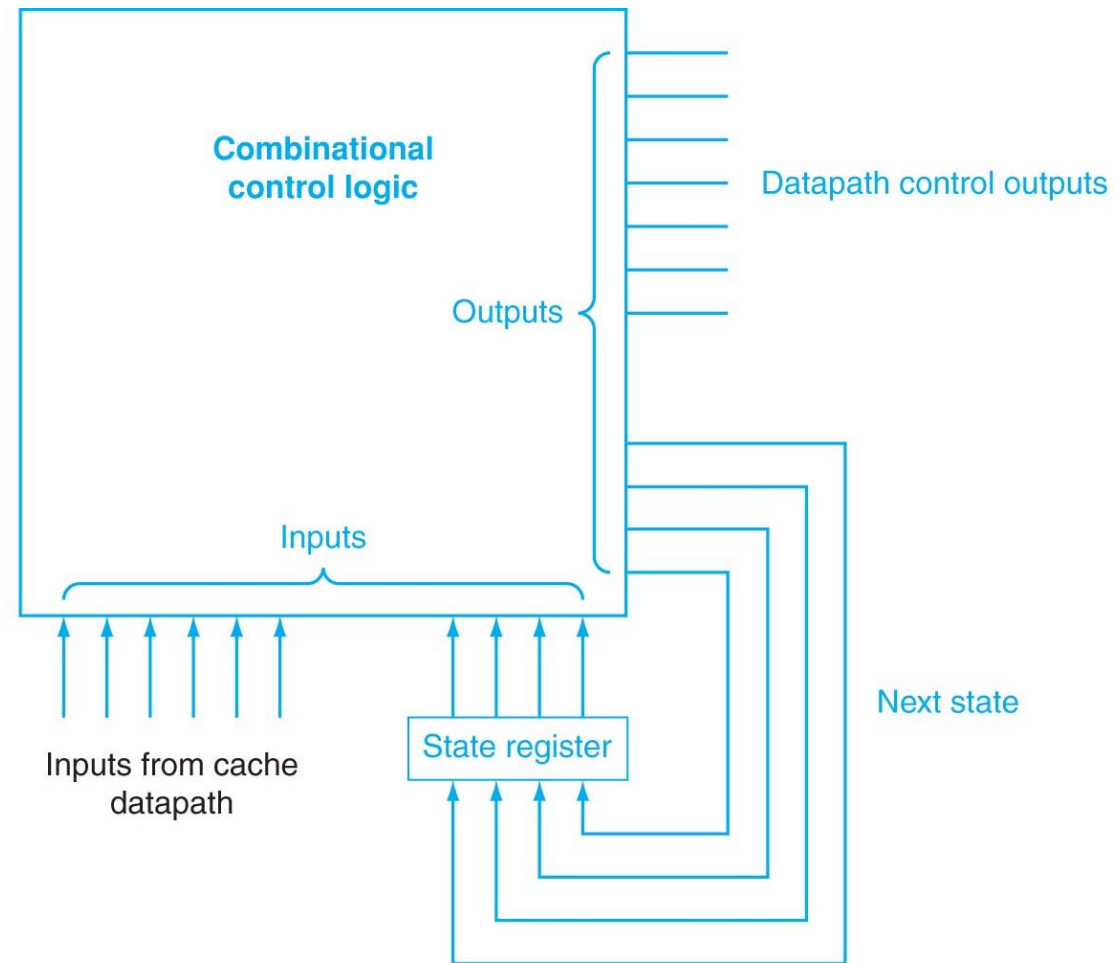 Combinational
control logic
Datapath control outputs
Outputs
Inputs
Next state
State register
Inputs from cache
datapath